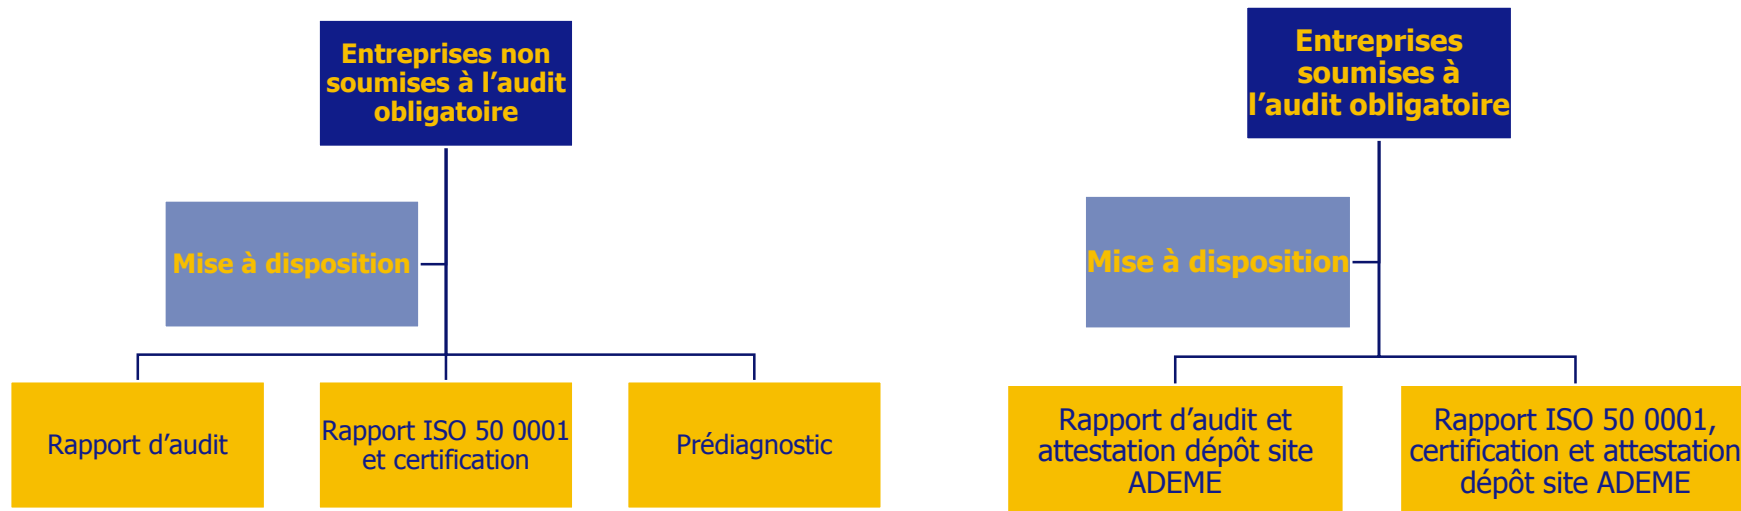 Entreprises non
soumises à l’audit
obligatoire
Mise à disposition
Rapport d’audit
Rapport ISO 50 0001
et certification
Prédiagnostic
Entreprises
soumises à
l’audit obligatoire
Mise à disposition
Rapport d’audit et
attestation dépôt site
ADEME
Rapport ISO 50 0001,
certification et attestation
dépôt site ADEME